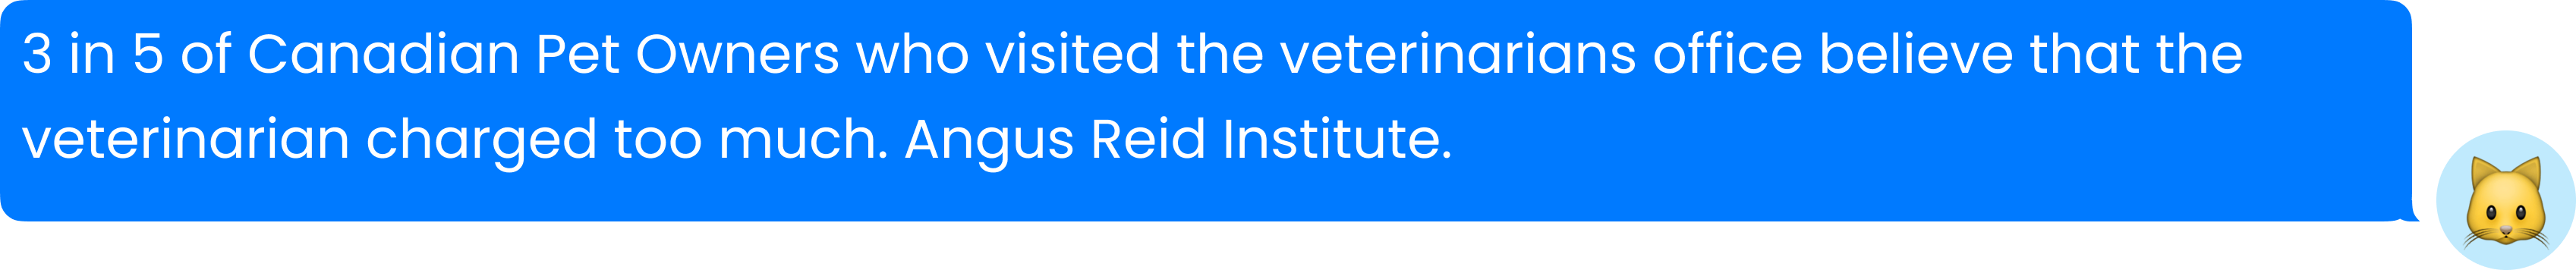 3 in 5 of Canadian Pet Owners who visited the veterinarians office believe that the
veterinarian charged too much. Angus Reid Institute.